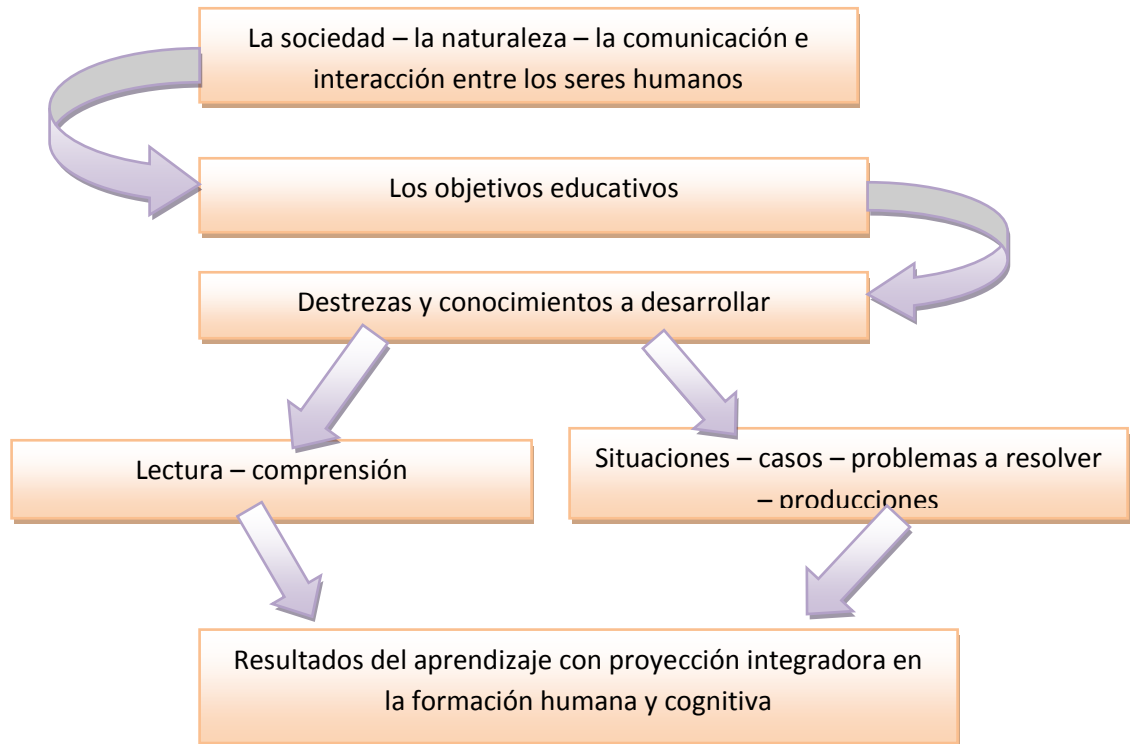 La sociedad – la naturaleza – la comunicación e
interacción entre los seres humanos
Los objetivos educativos
Destrezas y conocimientos a desarrollar
Lectura – comprensión
Situaciones – casos – problemas a resolver
– producciones
Resultados del aprendizaje con proyección integradora en
la formación humana y cognitiva